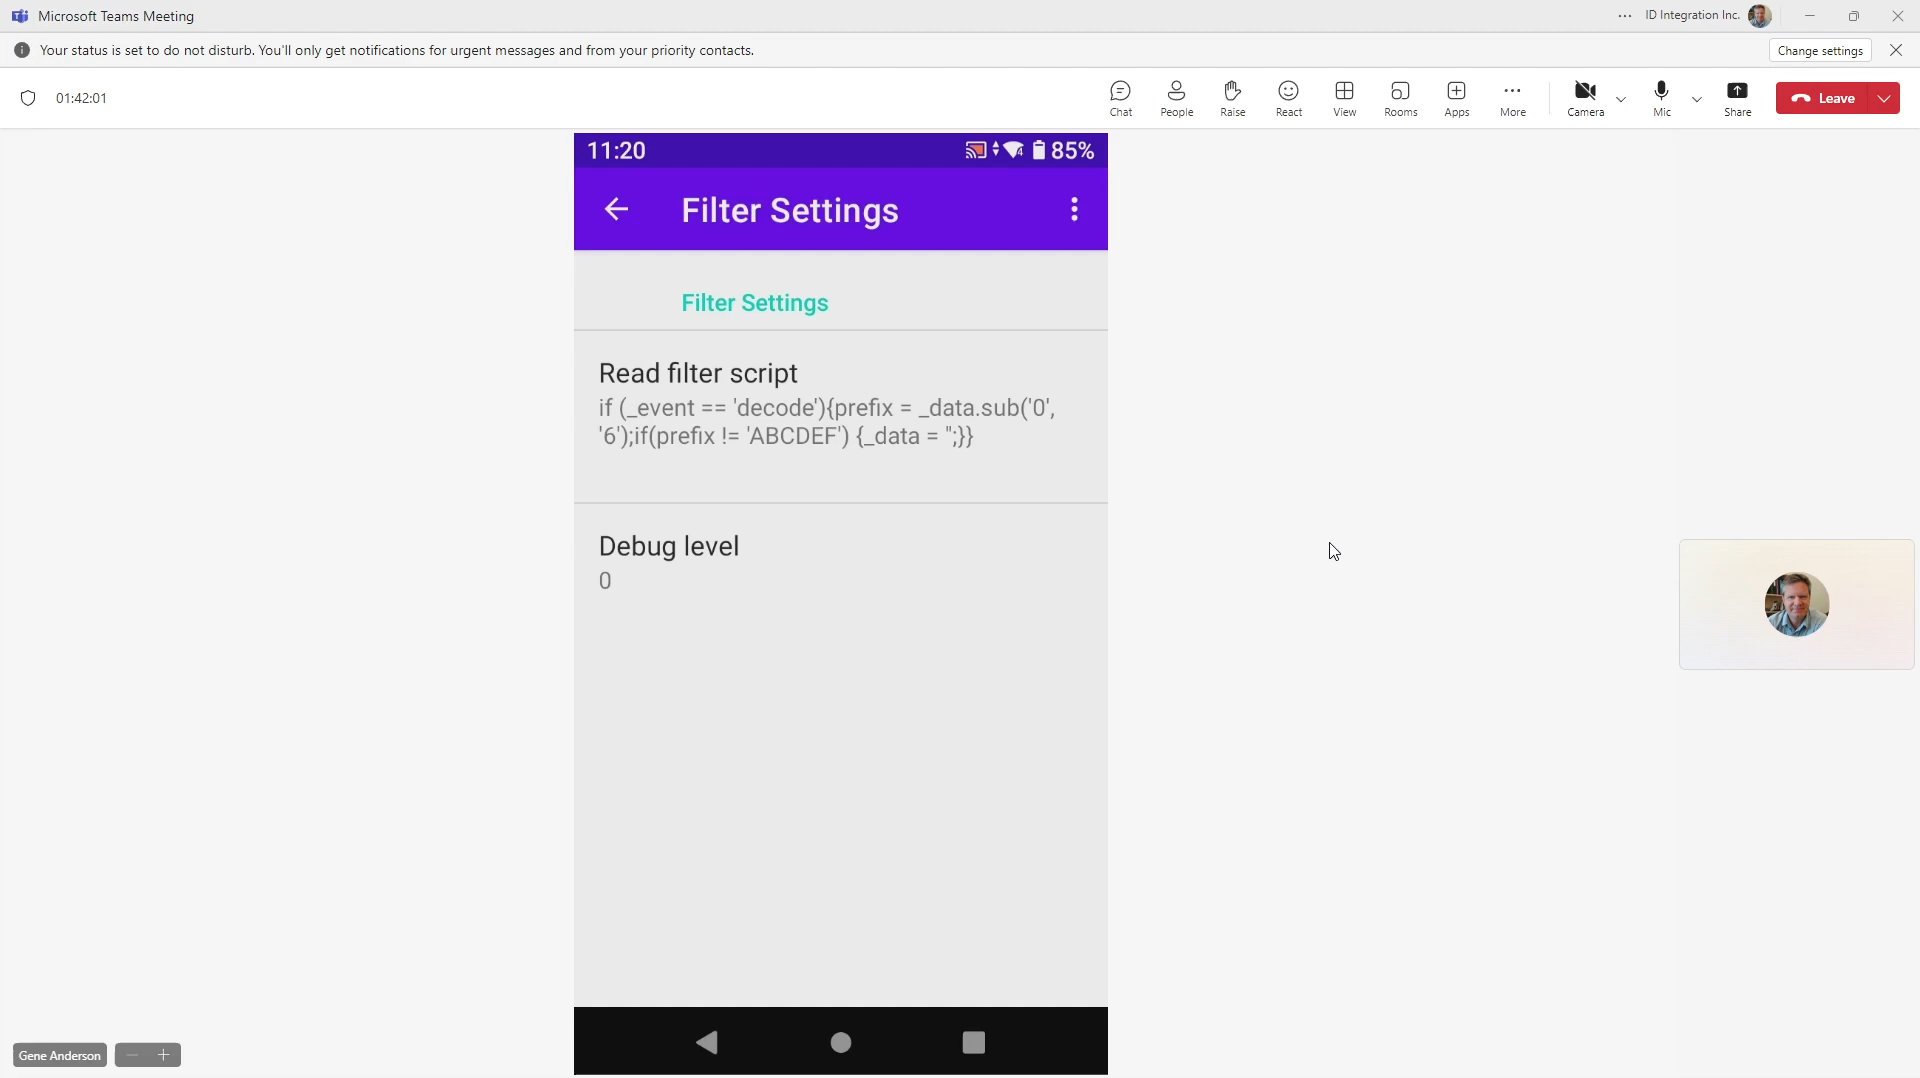 Microsoft Teams Meeting
ID Integration Inc.
Your status is set to do not disturb. You'll only get notifications for urgent messages and from your priority contacts.
Change settings
01:42:01
Chat
People
Raise
React
View
Rooms
Apps
More
Camera
Mic
Share
Leave
11:20
4
85%
Filter Settings
Filter Settings
Read filter script
if (_event == 'decode'){prefix = _data.sub('0',
'6');if(prefix != 'ABCDEF') {_data = '';}}
Debug level
0
Gene Anderson